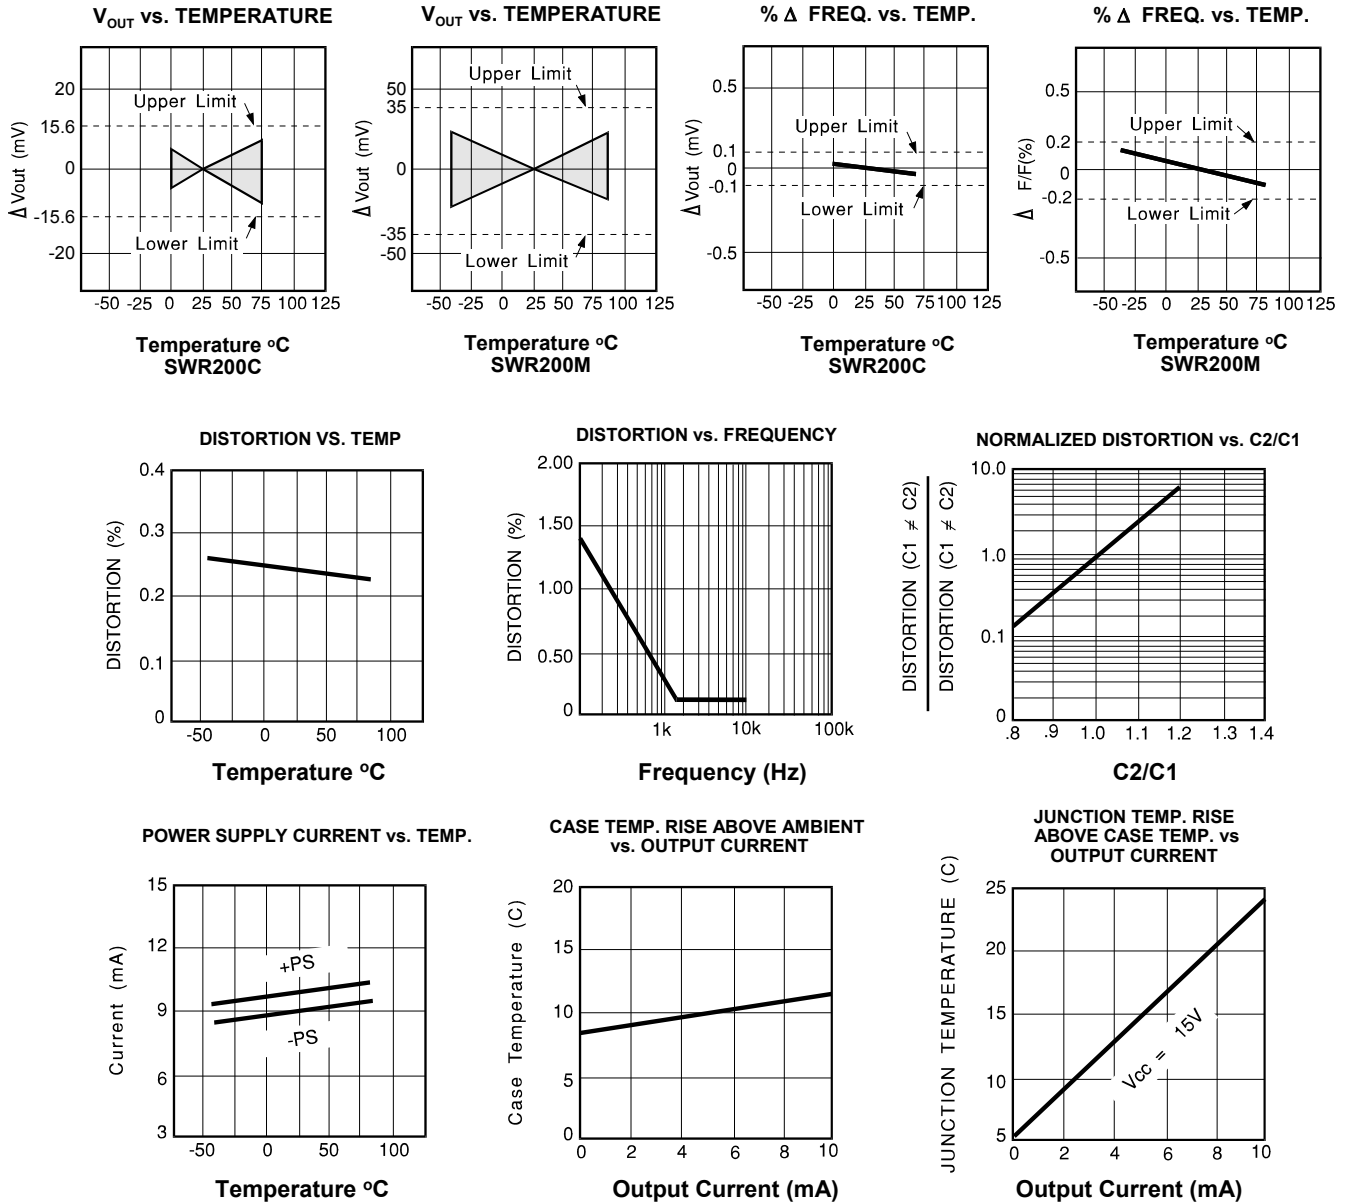 V_OUT vs. TEMPERATURE
20
15.6
0
-15.6
-20
Δ Vout (mV)
Upper Limit
Lower Limit
-50 -25 0 25 50 75 100 125
Temperature °C
SWR200C
V_OUT vs. TEMPERATURE
50
35
0
-35
-50
Δ Vout (mV)
Upper Limit
Lower Limit
-50 -25 0 25 50 75 100 125
Temperature °C
SWR200M
% Δ FREQ. vs. TEMP.
0.5
0.1
0
-0.1
-0.5
Δ Vout (mV)
Upper Limit
Lower Limit
-50 -25 0 25 50 75 100 125
Temperature °C
SWR200C
% Δ FREQ. vs. TEMP.
0.5
0.2
0
-0.2
-0.5
Δ F/F(%)
Upper Limit
Lower Limit
-50 -25 0 25 50 75 100 125
Temperature °C
SWR200M
DISTORTION VS. TEMP
0.4
0.3
0.2
0.1
0
DISTORTION (%)
-50 0 50 100
Temperature °C
DISTORTION vs. FREQUENCY
2.00
1.50
1.00
0.50
0
DISTORTION (%)
1k 10k 100k
Frequency (Hz)
NORMALIZED DISTORTION vs. C2/C1
10.0
1.0
0.1
0
DISTORTION (C1 ≠ C2)
DISTORTION (C1 ≠ C2)
.8 .9 1.0 1.1 1.2 1.3 1.4
C2/C1
POWER SUPPLY CURRENT vs. TEMP.
15
12
9
6
3
Current (mA)
+PS
-PS
-50 0 50 100
Temperature °C
CASE TEMP. RISE ABOVE AMBIENT
vs. OUTPUT CURRENT
20
15
10
5
0
Case Temperature (C)
0 2 4 6 8 10
Output Current (mA)
JUNCTION TEMP. RISE
ABOVE CASE TEMP. vs
OUTPUT CURRENT
25
20
15
10
5
JUNCTION TEMPERATURE (C)
Vcc = 15V
0 2 4 6 8 10
Output Current (mA)